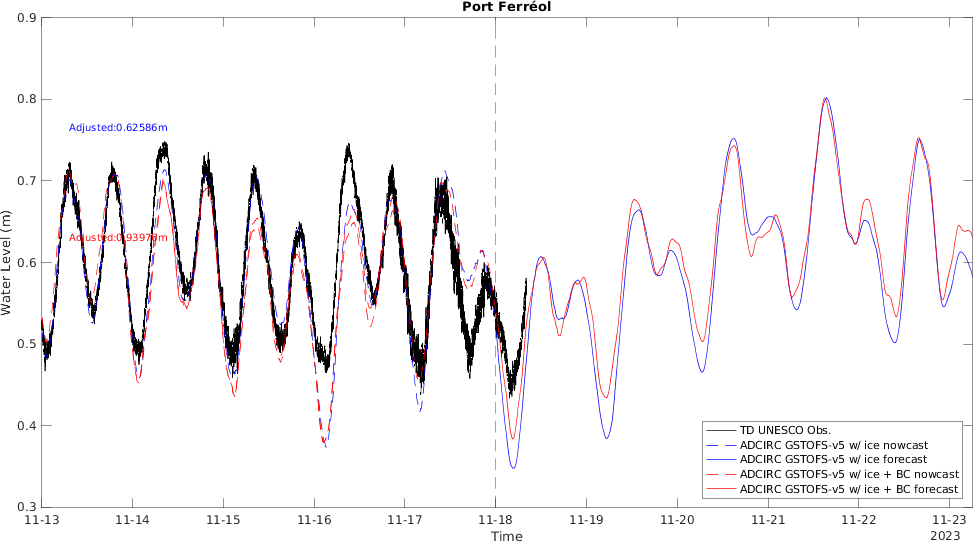 Port Ferréol
0.9
0.8
0.7
0.6
0.5
0.4
0.3
Water Level (m)
Adjusted:0.62586m
Adjusted:0.93978m
TD UNESCO Obs.
ADCIRC GSTOFS-v5 w/ ice nowcast
ADCIRC GSTOFS-v5 w/ ice forecast
ADCIRC GSTOFS-v5 w/ ice + BC nowcast
ADCIRC GSTOFS-v5 w/ ice + BC forecast
11-13 11-14 11-15 11-16 11-17 11-18 11-19 11-20 11-21 11-22 11-23
2023
Time